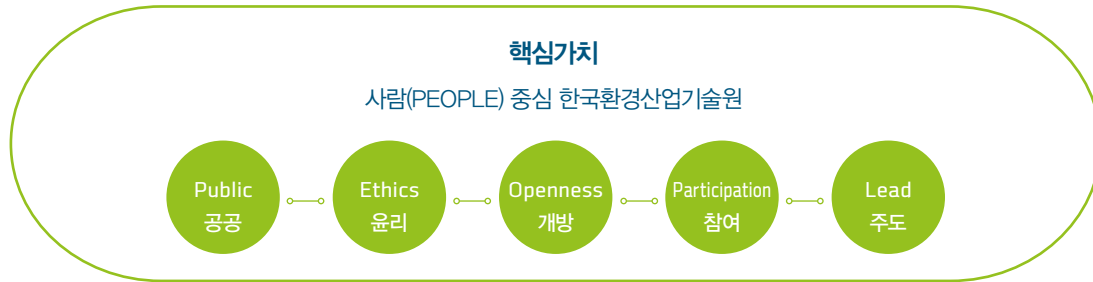 핵심가치
사람(PEOPLE) 중심 한국환경산업기술원
Public
공공
Ethics
윤리
Openness
개방
Participation
참여
Lead
주도